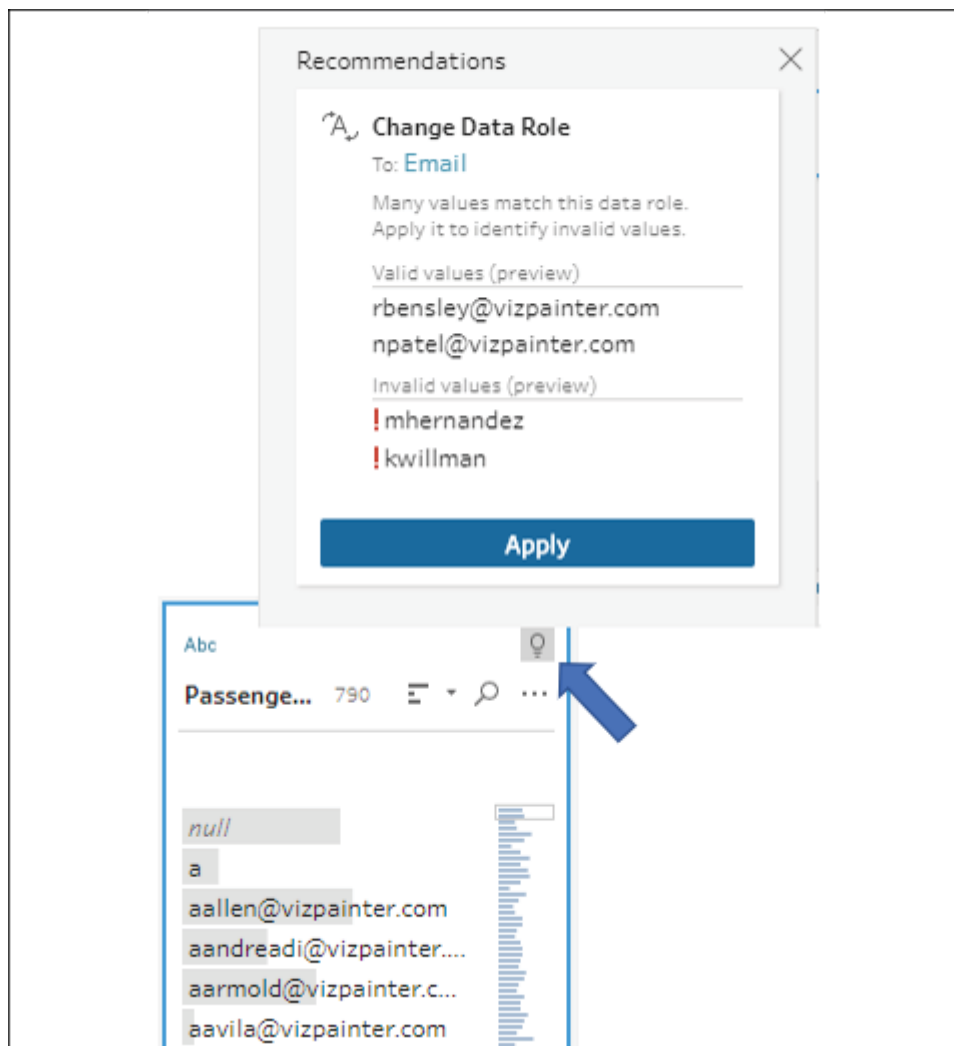 Recommendations
Change Data Role
To: Email
Many values match this data role.
Apply it to identify invalid values.
Valid values (preview)
rbensley@vizpainter.com
npatel@vizpainter.com
Invalid values (preview)
!mhernandez
!kwillman
Apply
Abc
Passenge... 790
null
a
aallen@vizpainter.com
aandreadi@vizpainter....
aarmold@vizpainter.c...
aavila@vizpainter.com